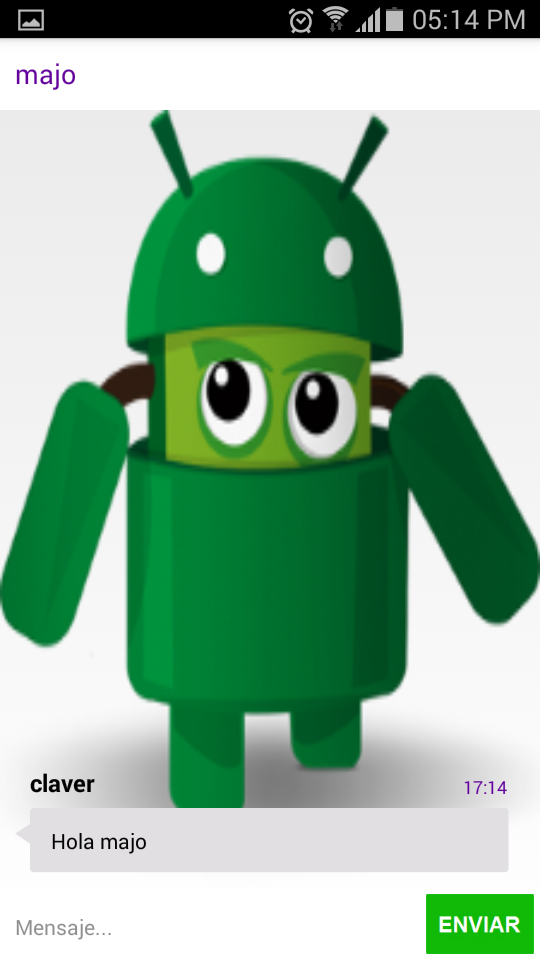 05:14 PM
majo
claver
17:14
Hola majo
Mensaje...
ENVIAR